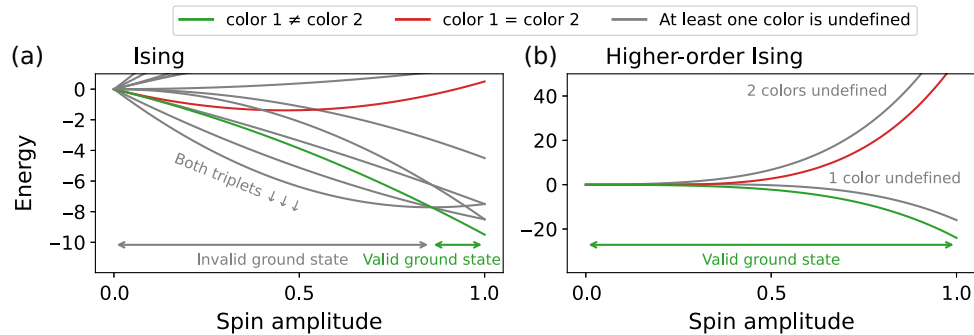 color 1 ≠ color 2
color 1 = color 2
At least one color is undefined
(a)
Ising
Energy
0
−2
−4
−6
−8
−10
Both triplets ↓↓↓
Invalid ground state
Valid ground state
0.0
0.5
1.0
Spin amplitude
(b)
Higher-order Ising
40
20
0
−20
2 colors undefined
1 color undefined
Valid ground state
0.0
0.5
1.0
Spin amplitude